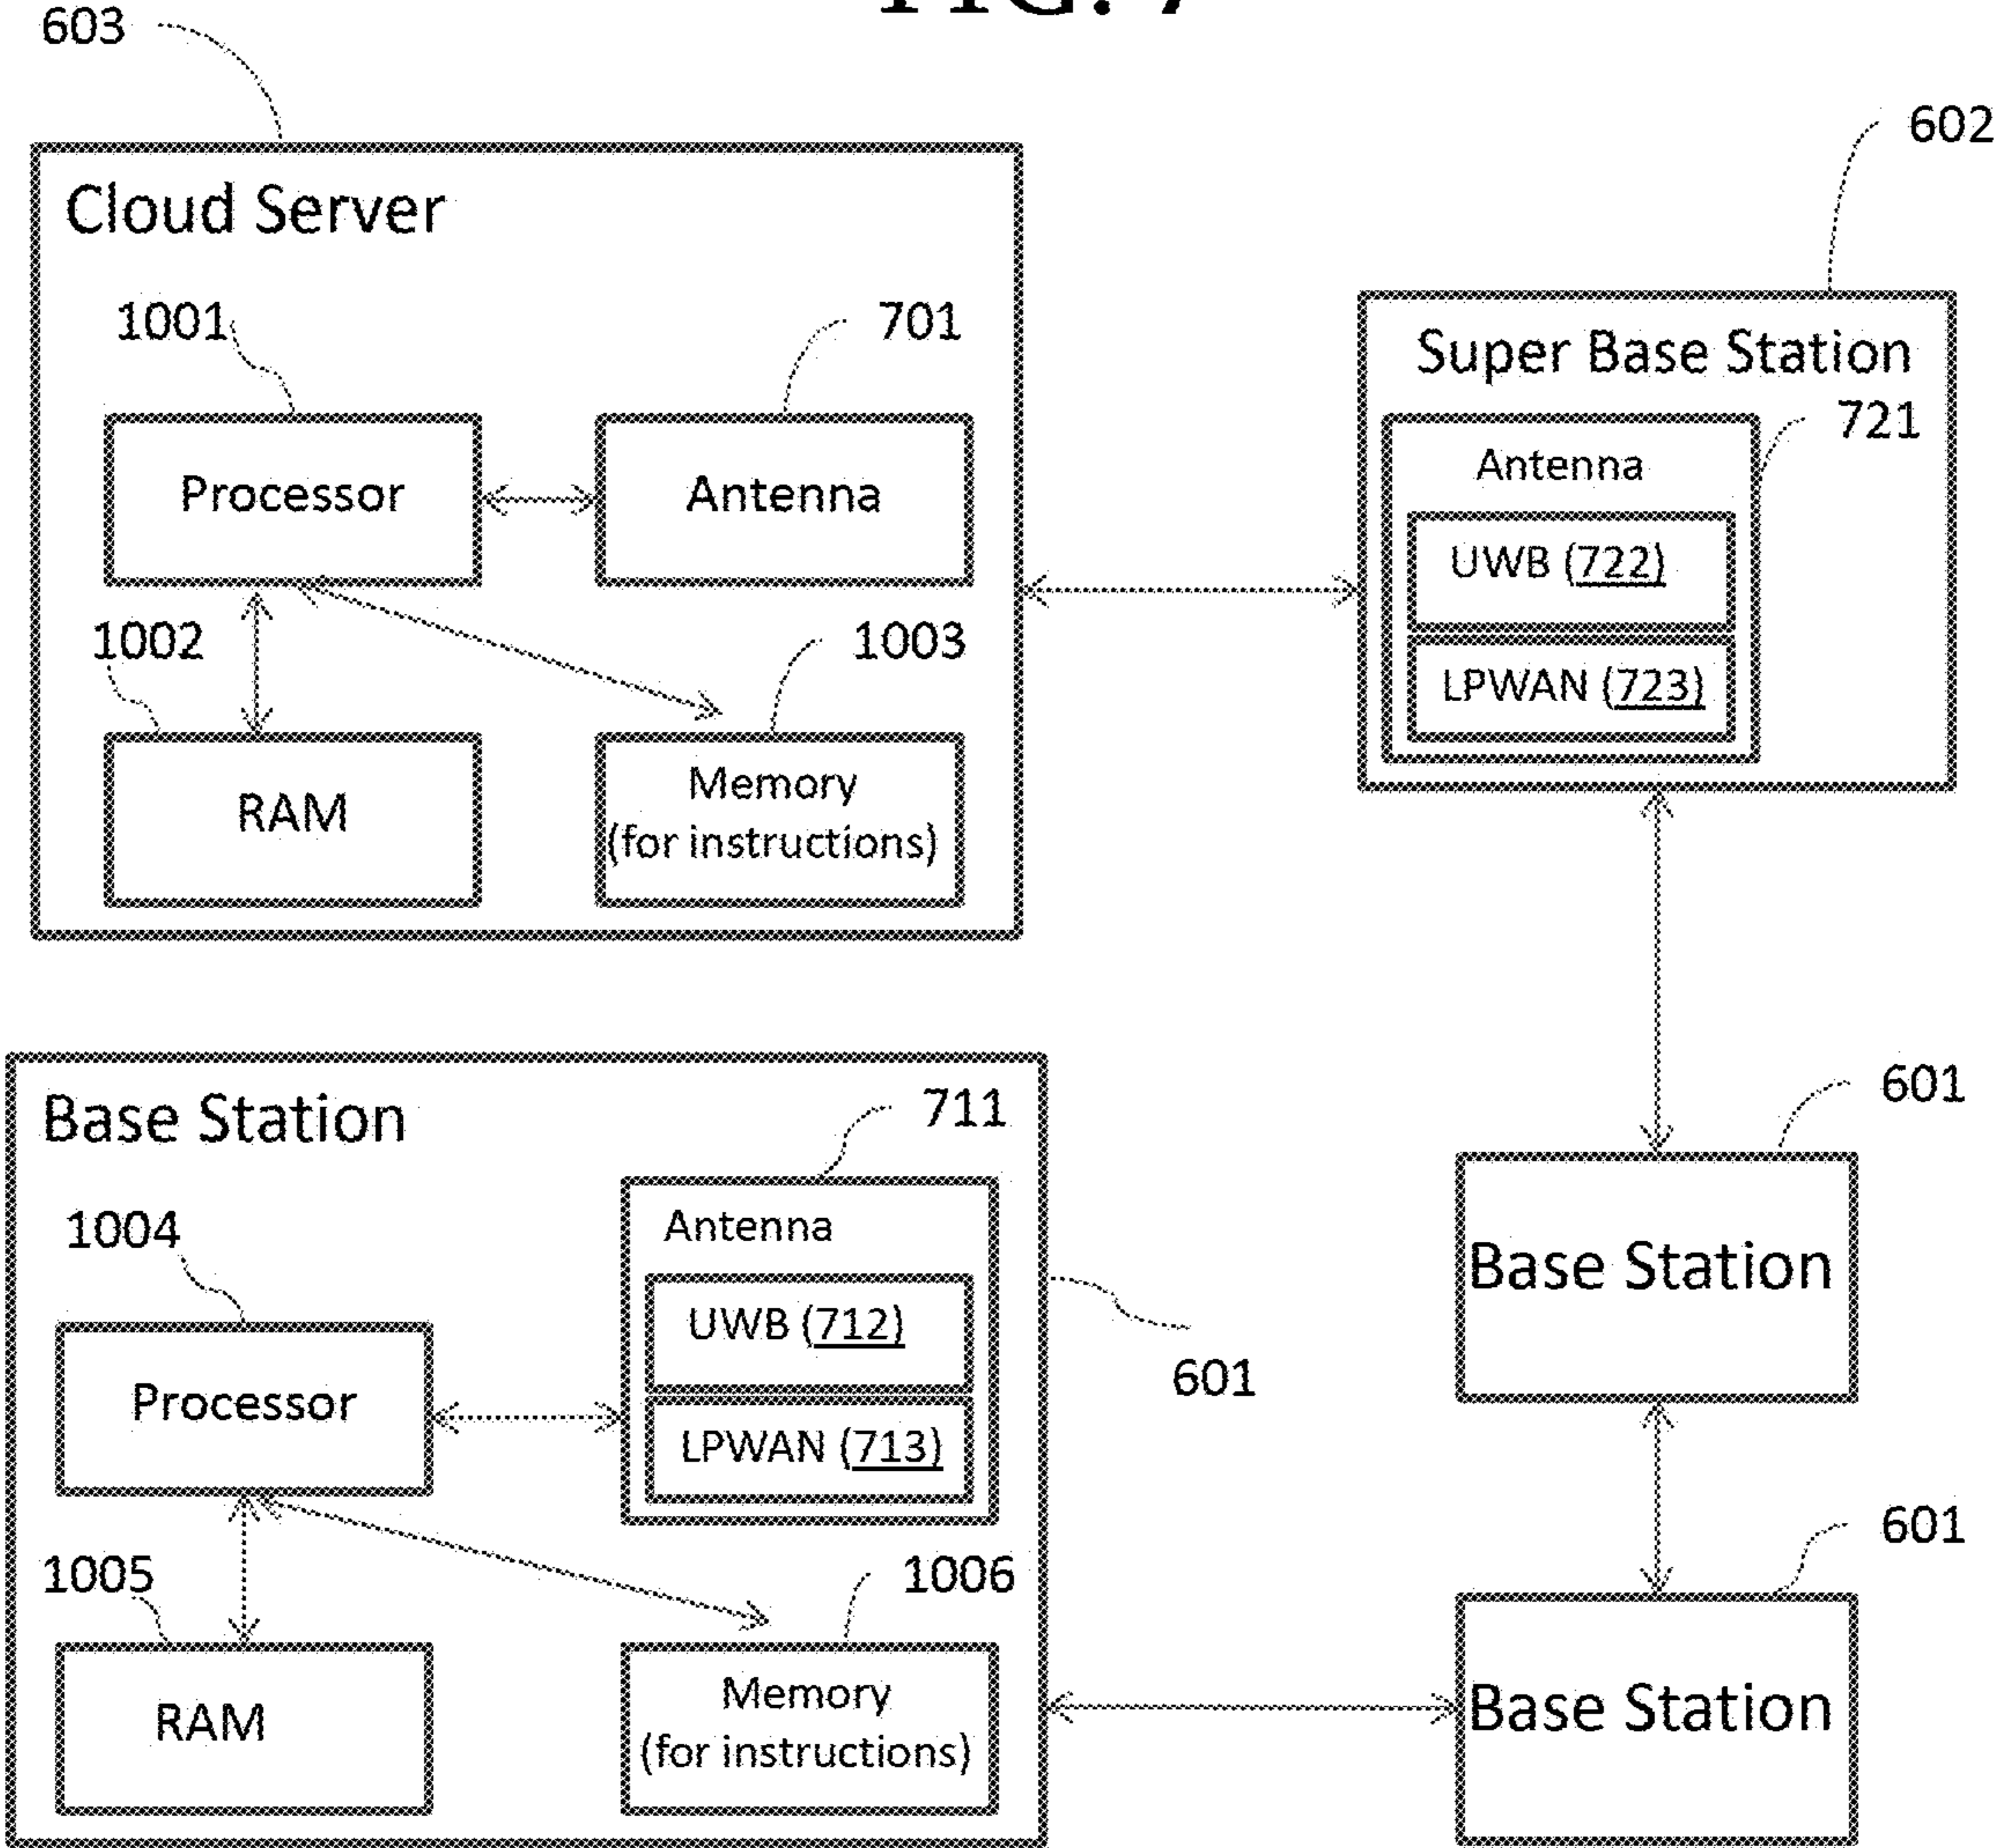 FIG. 7
603
602
Cloud Server
1001
701
Super Base Station
721
Processor
Antenna
Antenna
UWB (722)
1002
1003
LPWAN (723)
RAM
Memory
(for instructions)
Base Station
711
601
1004
Antenna
UWB (712)
Base Station
Processor
601
LPWAN (713)
601
1005
1006
RAM
Memory
(for instructions)
Base Station